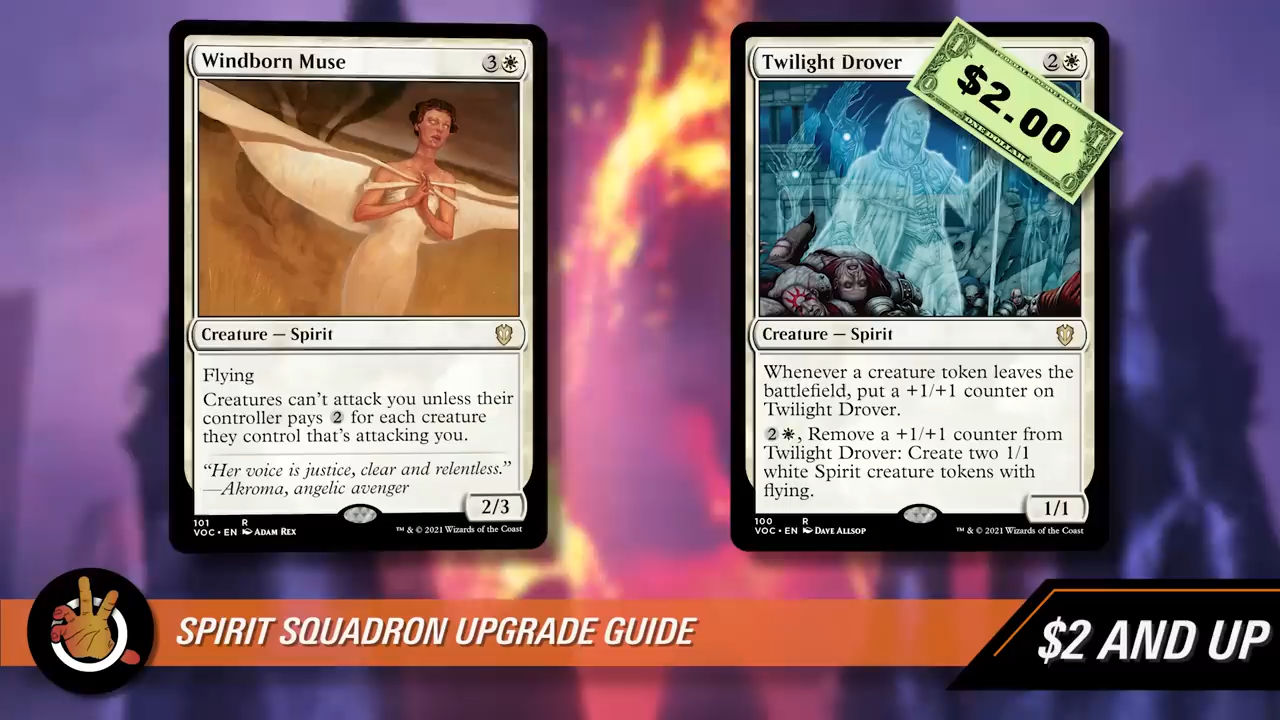 Windborn Muse
3
Creature — Spirit
Flying
Creatures can't attack you unless their
controller pays 2 for each creature
they control that's attacking you.
"Her voice is justice, clear and relentless."
—Akroma, angelic avenger
2/3
101 R
VOC • EN ADAM REX
™ & © 2021 Wizards of the Coast
Twilight Drover
2
$2.00
Creature — Spirit
Whenever a creature token leaves the
battlefield, put a +1/+1 counter on
Twilight Drover.
2, Remove a +1/+1 counter from
Twilight Drover: Create two 1/1
white Spirit creature tokens with
flying.
1/1
100 R
VOC • EN DAVE ALLSOP
™ & © 2021 Wizards of the Coast
SPIRIT SQUADRON UPGRADE GUIDE
$2 AND UP